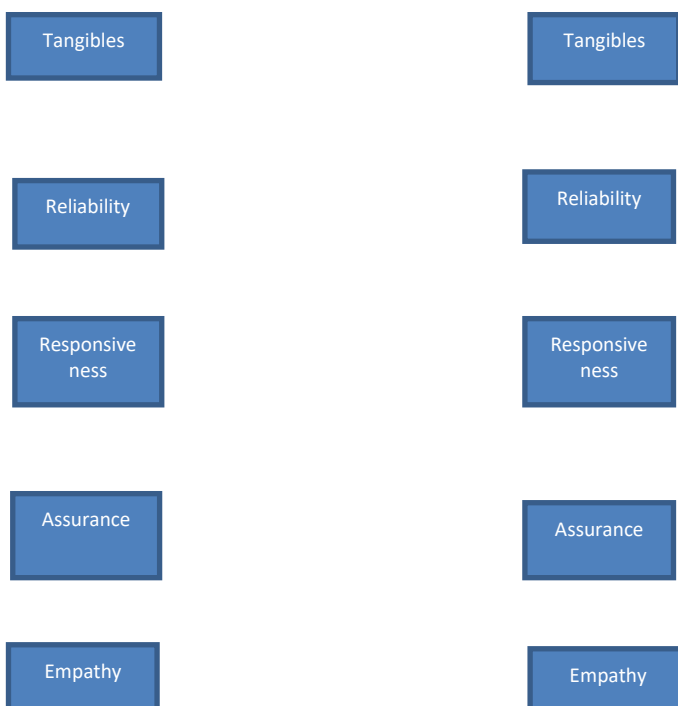 Tangibles
Tangibles
Reliability
Reliability
Responsive
ness
Responsive
ness
Assurance
Assurance
Empathy
Empathy